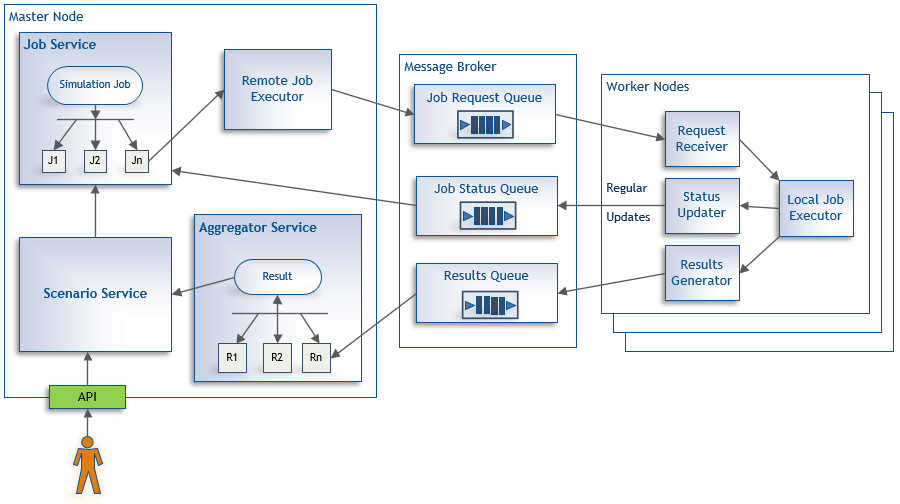 Master Node
Job Service
Simulation Job
J1
J2
Jn
Remote Job
Executor
Message Broker
Job Request Queue
Job Status Queue
Results Queue
Worker Nodes
Request
Receiver
Regular
Updates
Status
Updater
Local Job
Executor
Results
Generator
Aggregator Service
Result
R1
R2
Rn
Scenario Service
API